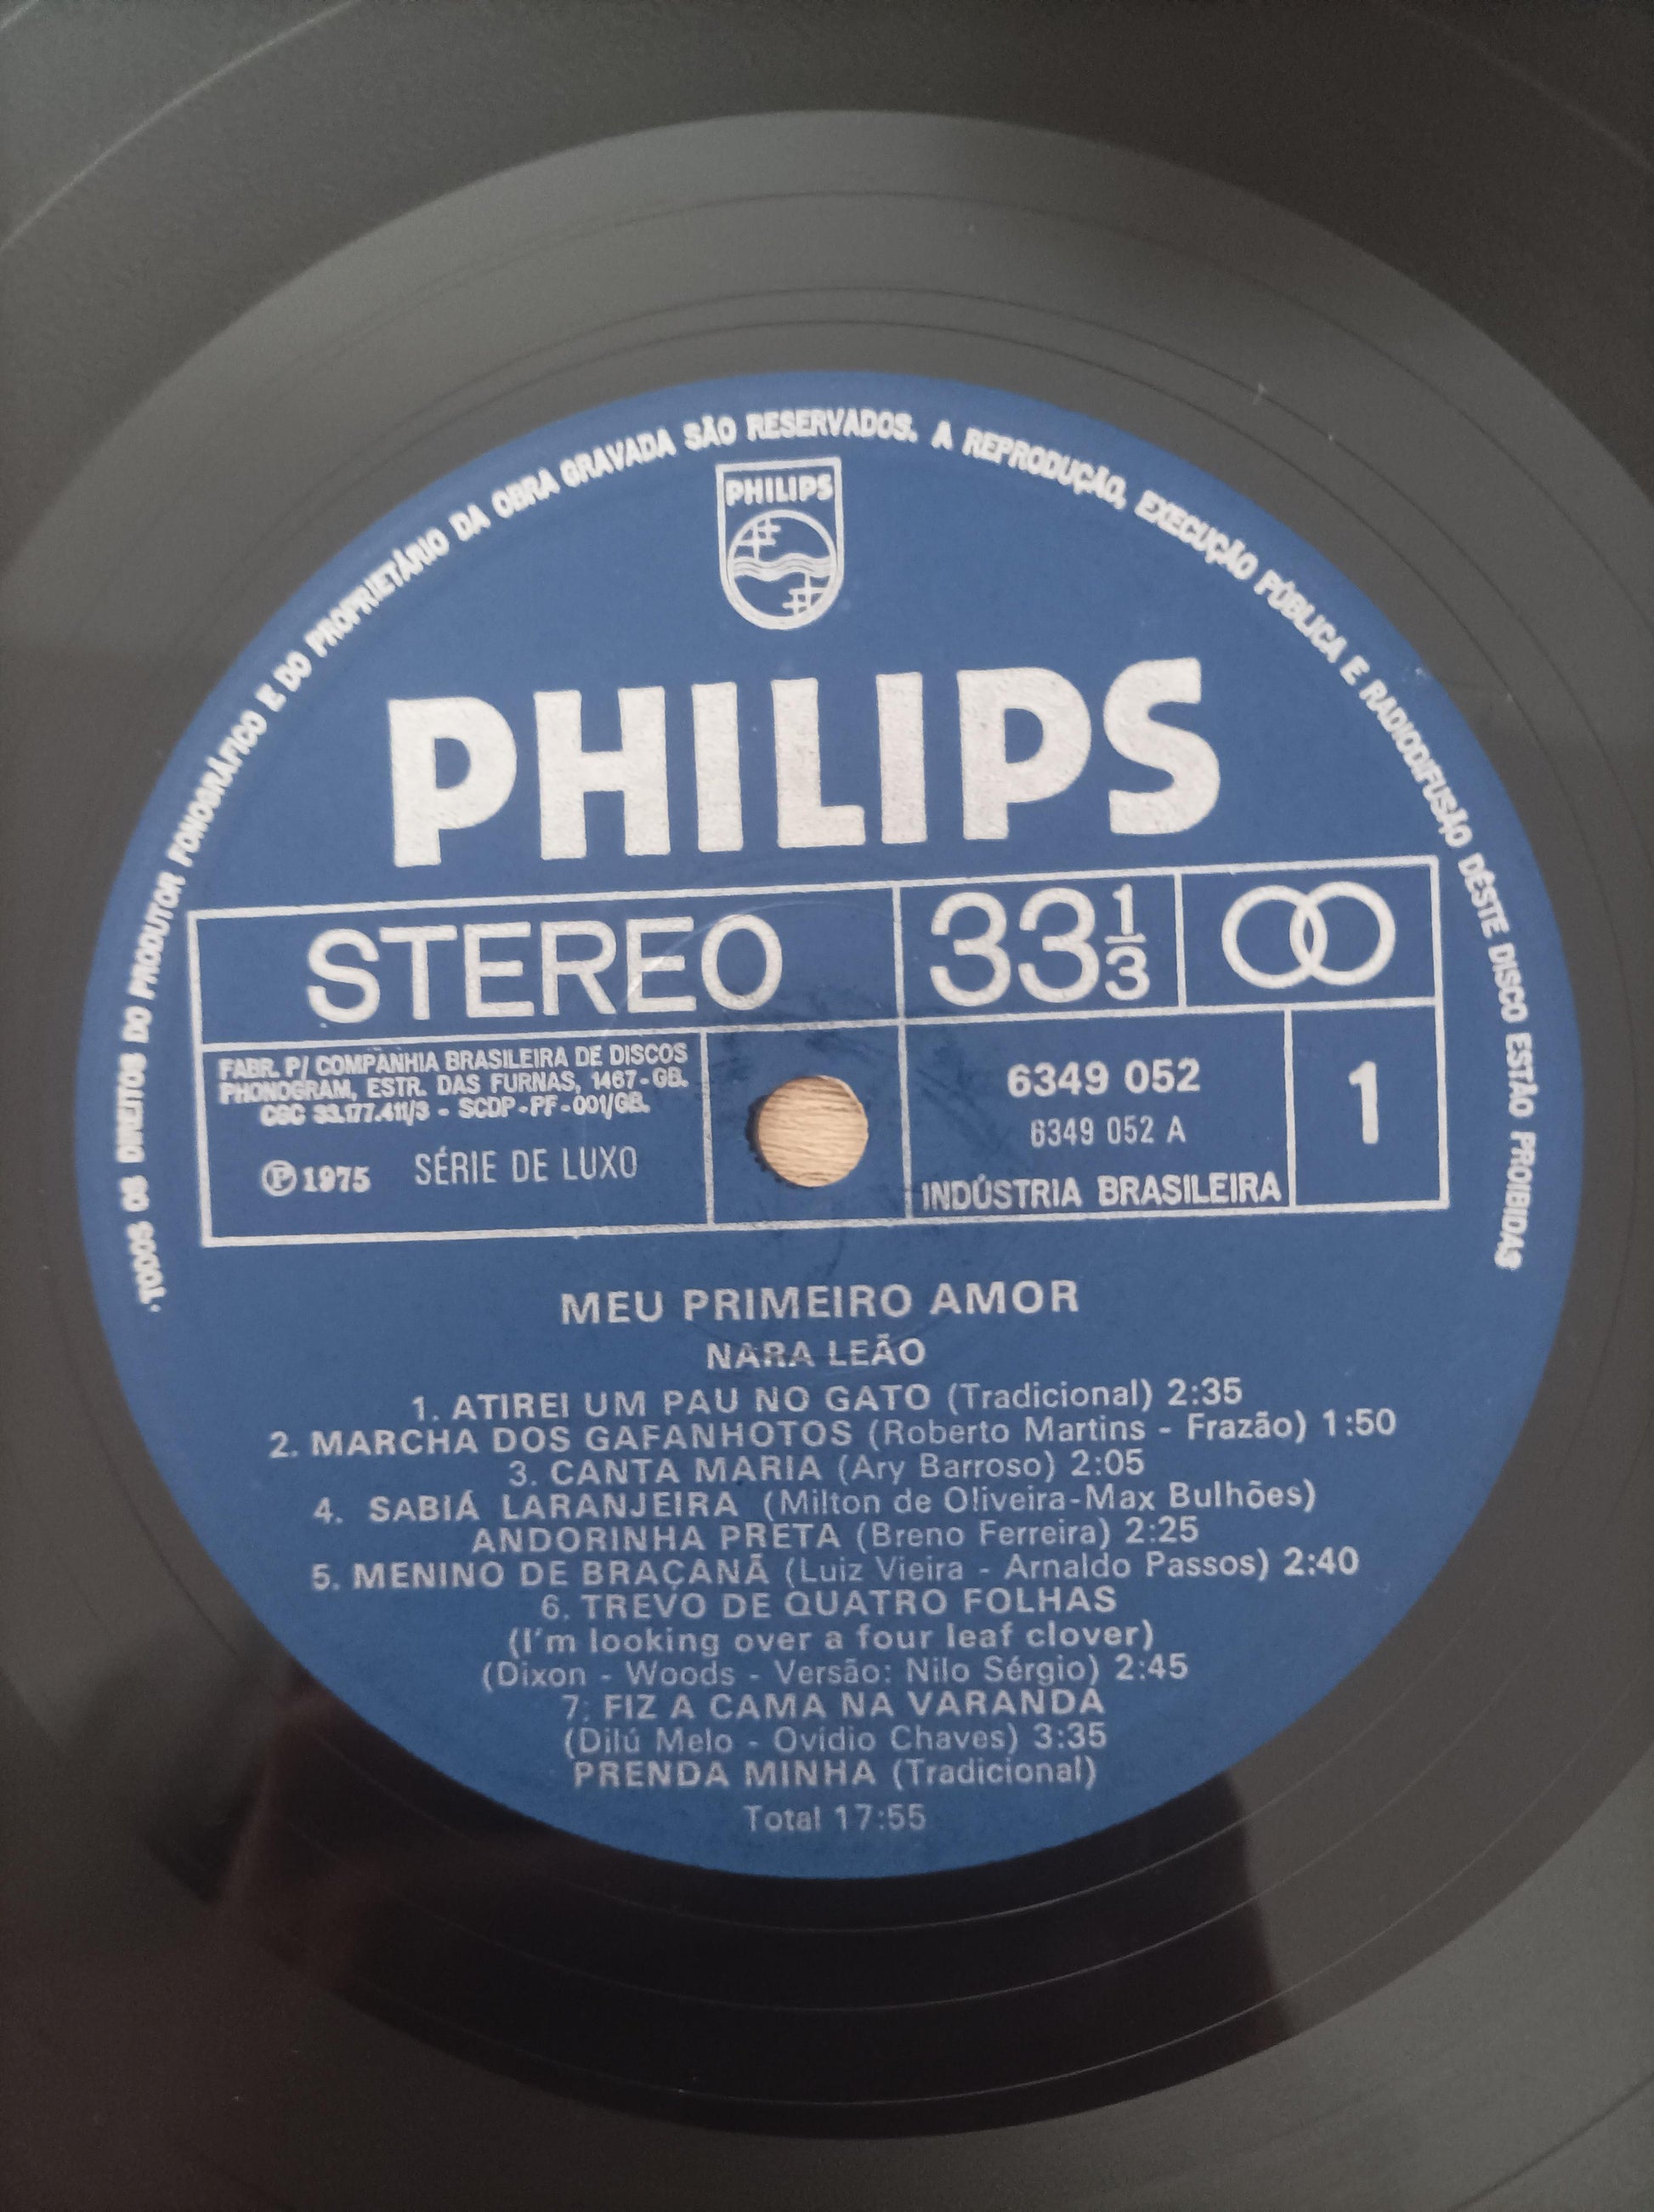 ·TODOS OS DIREITOS DO PRODUTOR FONOGRÁFICO E DO PROPRIETÁRIO DA OBRA GRAVADA SÃO RESERVADOS. A REPRODUÇÃO, EXECUÇÃO PÚBLICA E RADIODIFUSÃO DÊSTE DISCO ESTÃO PROIBIDAS
PHILIPS
PHILIPS
STEREO
33 1/3
FABR. P/ COMPANHIA BRASILEIRA DE DISCOS
PHONOGRAM, ESTR. DAS FURNAS, 1467-GB.
CGC 33.177.411/3 - SCDP-PF-001/GB.
Ⓟ1975 SÉRIE DE LUXO
6349 052
6349 052 A
INDÚSTRIA BRASILEIRA
1
MEU PRIMEIRO AMOR
NARA LEÃO
1. ATIREI UM PAU NO GATO (Tradicional) 2:35
2. MARCHA DOS GAFANHOTOS (Roberto Martins - Frazão) 1:50
3. CANTA MARIA (Ary Barroso) 2:05
4. SABIÁ LARANJEIRA (Milton de Oliveira-Max Bulhões)
ANDORINHA PRETA (Breno Ferreira) 2:25
5. MENINO DE BRAÇANÃ (Luiz Vieira - Arnaldo Passos) 2:40
6. TREVO DE QUATRO FOLHAS
(I'm looking over a four leaf clover)
(Dixon - Woods - Versão: Nilo Sérgio) 2:45
7. FIZ A CAMA NA VARANDA
(Dilú Melo - Ovídio Chaves) 3:35
PRENDA MINHA (Tradicional)
Total 17:55